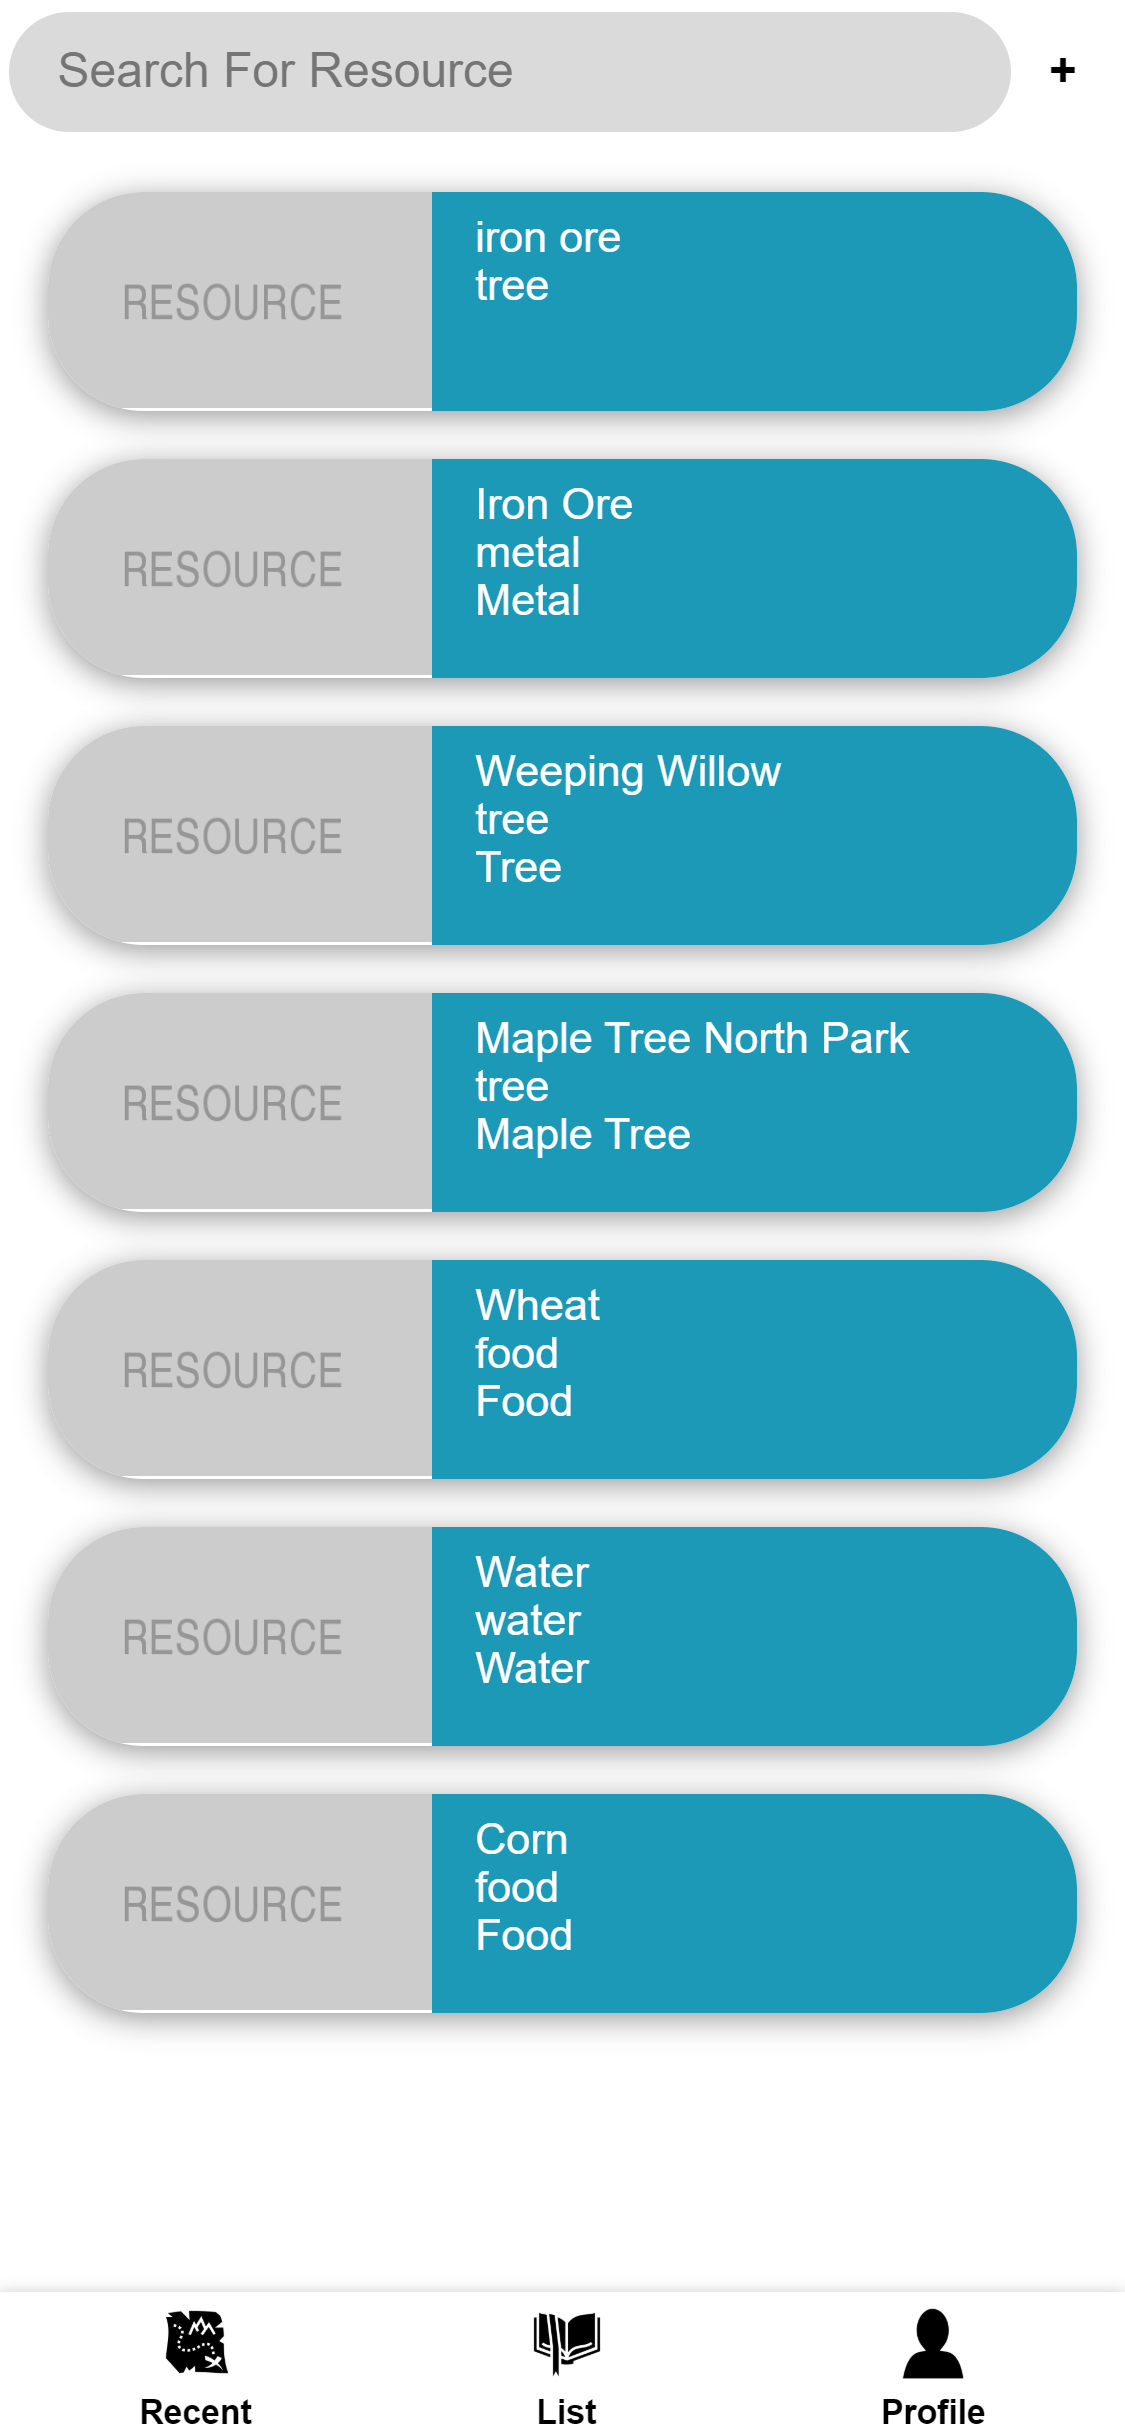 Search For Resource +
RESOURCE
iron ore
tree
RESOURCE
Iron Ore
metal
Metal
RESOURCE
Weeping Willow
tree
Tree
RESOURCE
Maple Tree North Park
tree
Maple Tree
RESOURCE
Wheat
food
Food
RESOURCE
Water
water
Water
RESOURCE
Corn
food
Food
Recent List Profile